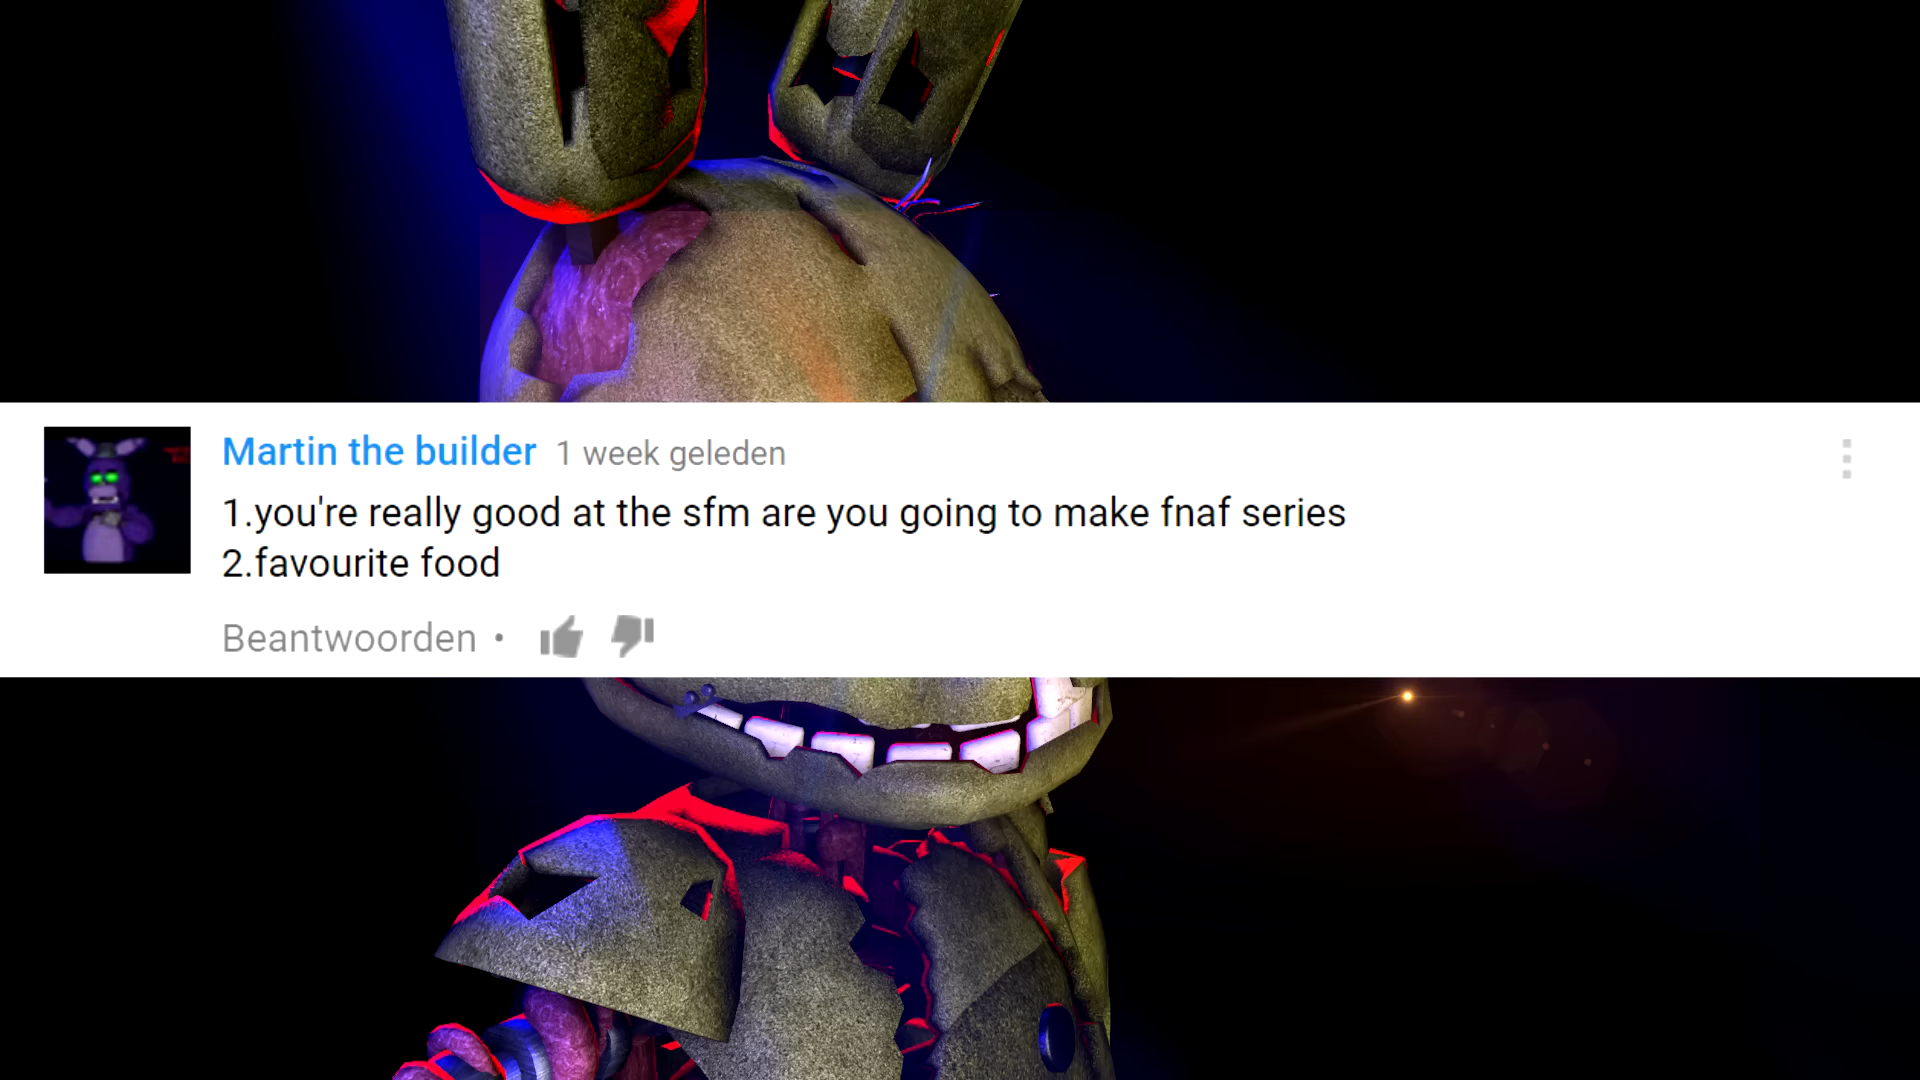 Martin the builder 1 week geleden
1.you're really good at the sfm are you going to make fnaf series
2.favourite food
Beantwoorden •